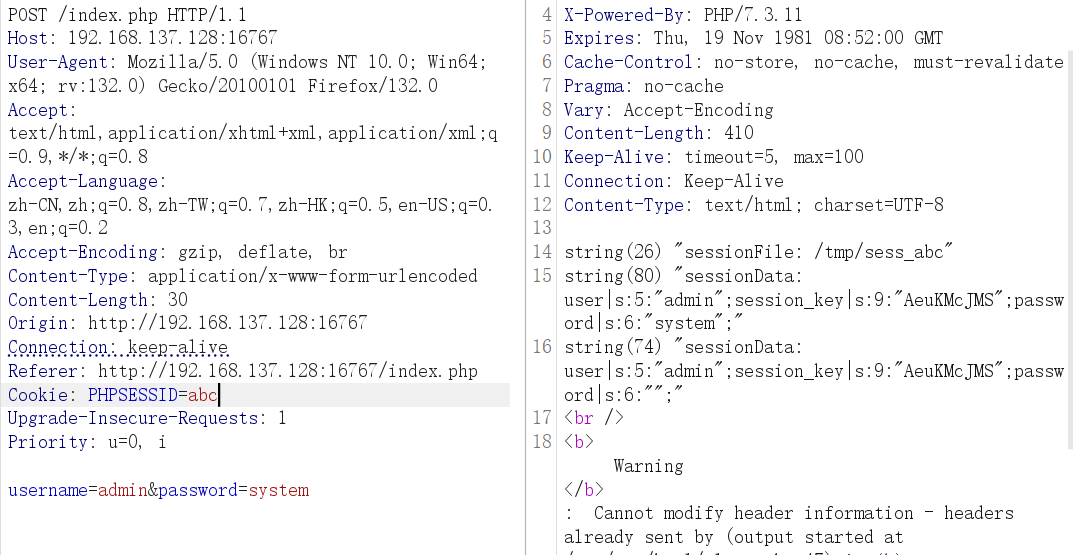 POST /index.php HTTP/1.1
Host: 192.168.137.128:16767
User-Agent: Mozilla/5.0 (Windows NT 10.0; Win64;
x64; rv:132.0) Gecko/20100101 Firefox/132.0
Accept:
text/html,application/xhtml+xml,application/xml;q
=0.9,*/*;q=0.8
Accept-Language:
zh-CN,zh;q=0.8,zh-TW;q=0.7,zh-HK;q=0.5,en-US;q=0.
3,en;q=0.2
Accept-Encoding: gzip, deflate, br
Content-Type: application/x-www-form-urlencoded
Content-Length: 30
Origin: http://192.168.137.128:16767
Connection: keep-alive
Referer: http://192.168.137.128:16767/index.php
Cookie: PHPSESSID=abc
Upgrade-Insecure-Requests: 1
Priority: u=0, i
username=admin&password=system
4 X-Powered-By: PHP/7.3.11
5 Expires: Thu, 19 Nov 1981 08:52:00 GMT
6 Cache-Control: no-store, no-cache, must-revalidate
7 Pragma: no-cache
8 Vary: Accept-Encoding
9 Content-Length: 410
10 Keep-Alive: timeout=5, max=100
11 Connection: Keep-Alive
12 Content-Type: text/html; charset=UTF-8
13
14 string(26) "sessionFile: /tmp/sess_abc"
15 string(80) "sessionData:
user|s:5:"admin";session_key|s:9:"AeuKMcJMS";passw
ord|s:6:"system";"
16 string(74) "sessionData:
user|s:5:"admin";session_key|s:9:"AeuKMcJMS";passw
ord|s:6:"";"
17 <br />
18 <b>
Warning
</b>
: Cannot modify header information - headers
already sent by (output started at